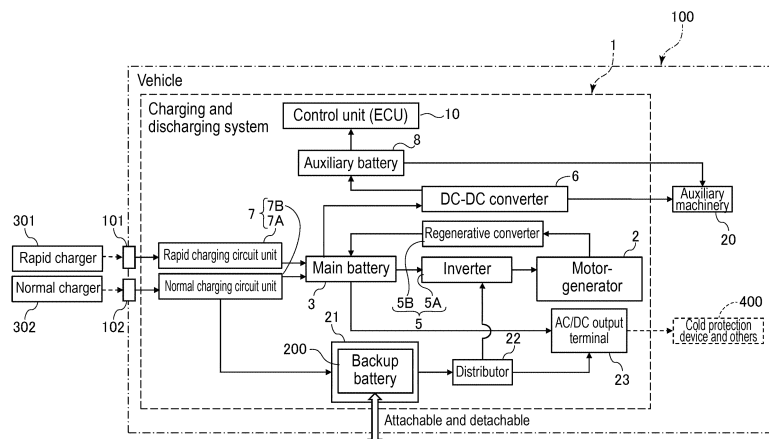 100
1
Vehicle
Charging and
discharging system
Control unit (ECU)
10
8
Auxiliary battery
6
DC-DC converter
Auxiliary
machinery
20
7B
7
7A
301
101
Rapid charger
Rapid charging circuit unit
Regenerative converter
2
Main battery
Inverter
Motor-
generator
Normal charger
Normal charging circuit unit
302
102
3
5B
5A
5
21
200
Backup
battery
22
Distributor
AC/DC output
terminal
23
400
Cold protection
device and others
Attachable and detachable